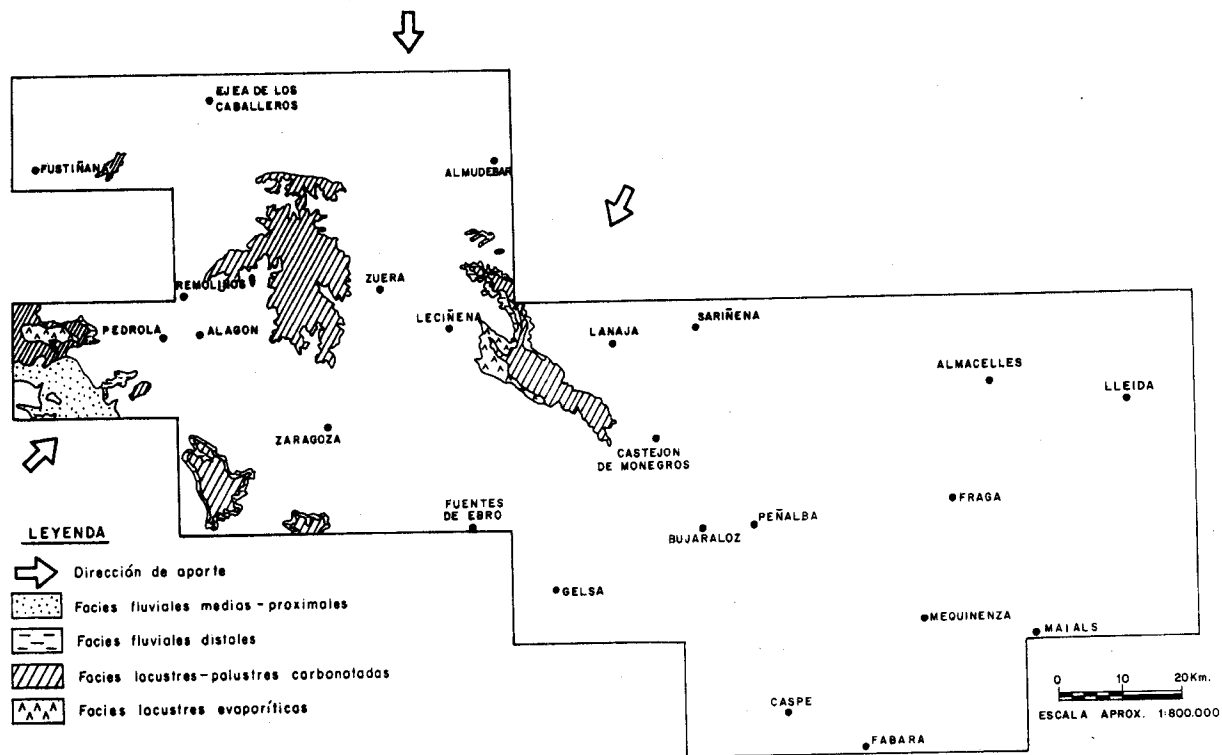 EJEA DE LOS
CABALLEROS
FUSTIÑANA
ALMUDEBAR
REMOLINOS
ZUERA
PEDROLA
ALAGON
LECIÑENA
LANAJA
SARIÑENA
ALMACELLES
LLEIDA
ZARAGOZA
CASTEJON
DE MONEGROS
FUENTES
DE EBRO
FRAGA
PEÑALBA
BUJARALOZ
GELSA
MEQUINENZA
MAIALS
CASPE
FABARA
LEYENDA
Dirección de aporte
Facies fluviales medias-proximales
Facies fluviales distales
Facies lacustres-palustres carbonatadas
Facies lacustres evaporíticas
0 10 20 Km.
ESCALA APROX. 1:800.000